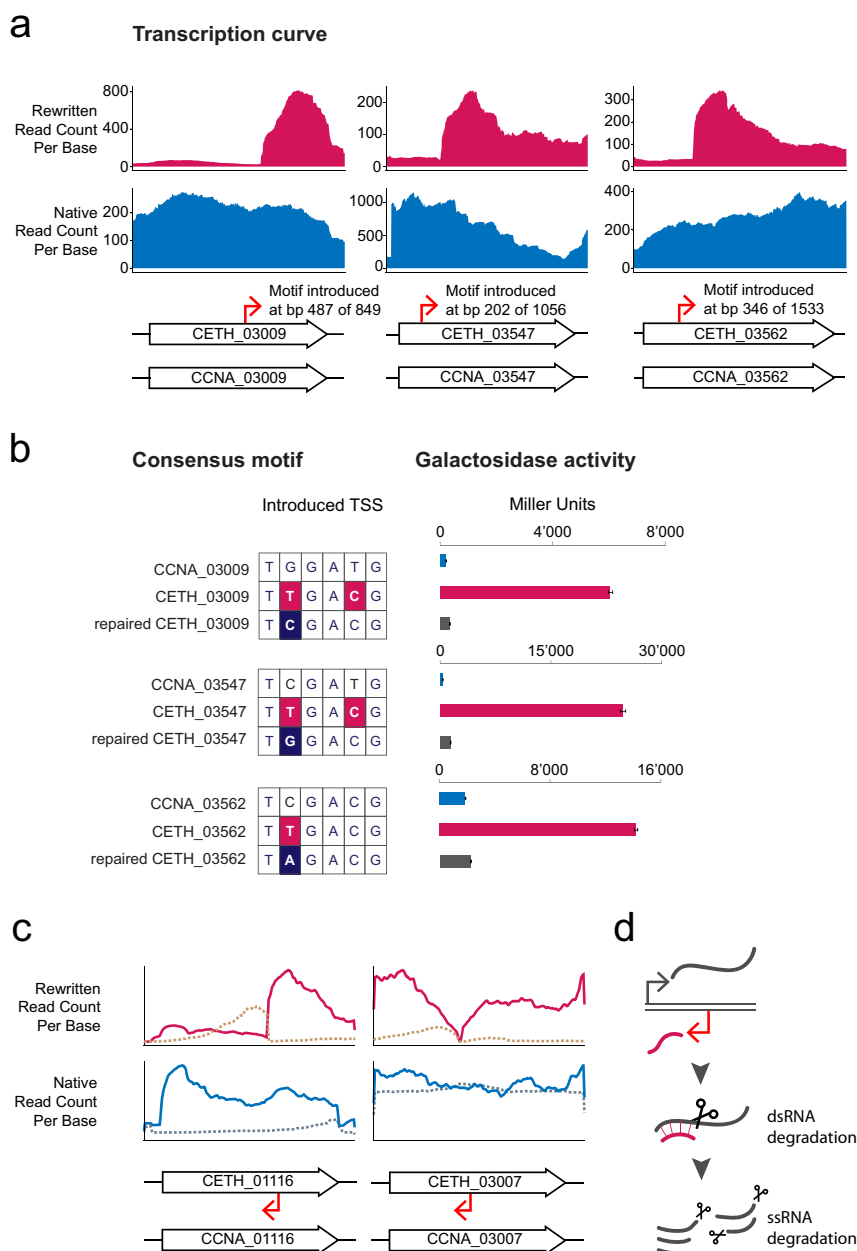 a
Transcription curve
Rewritten
Read Count
Per Base
800
400
0
200
100
0
300
200
100
0
Native
Read Count
Per Base
200
100
0
1000
500
0
400
200
0
Motif introduced
at bp 487 of 849
Motif introduced
at bp 202 of 1056
Motif introduced
at bp 346 of 1533
CETH_03009
CETH_03547
CETH_03562
CCNA_03009
CCNA_03547
CCNA_03562
b
Consensus motif
Galactosidase activity
Introduced TSS
Miller Units
0 4’000 8’000
CCNA_03009 T G G A T G
CETH_03009 T T G A C G
repaired CETH_03009 T C G A C G
0 15’000 30’000
CCNA_03547 T C G A T G
CETH_03547 T T G A C G
repaired CETH_03547 T G G A C G
0 8’000 16’000
CCNA_03562 T C G A C G
CETH_03562 T T G A C G
repaired CETH_03562 T A G A C G
c
Rewritten
Read Count
Per Base
Native
Read Count
Per Base
CETH_01116
CETH_03007
CCNA_01116
CCNA_03007
d
dsRNA
degradation
ssRNA
degradation